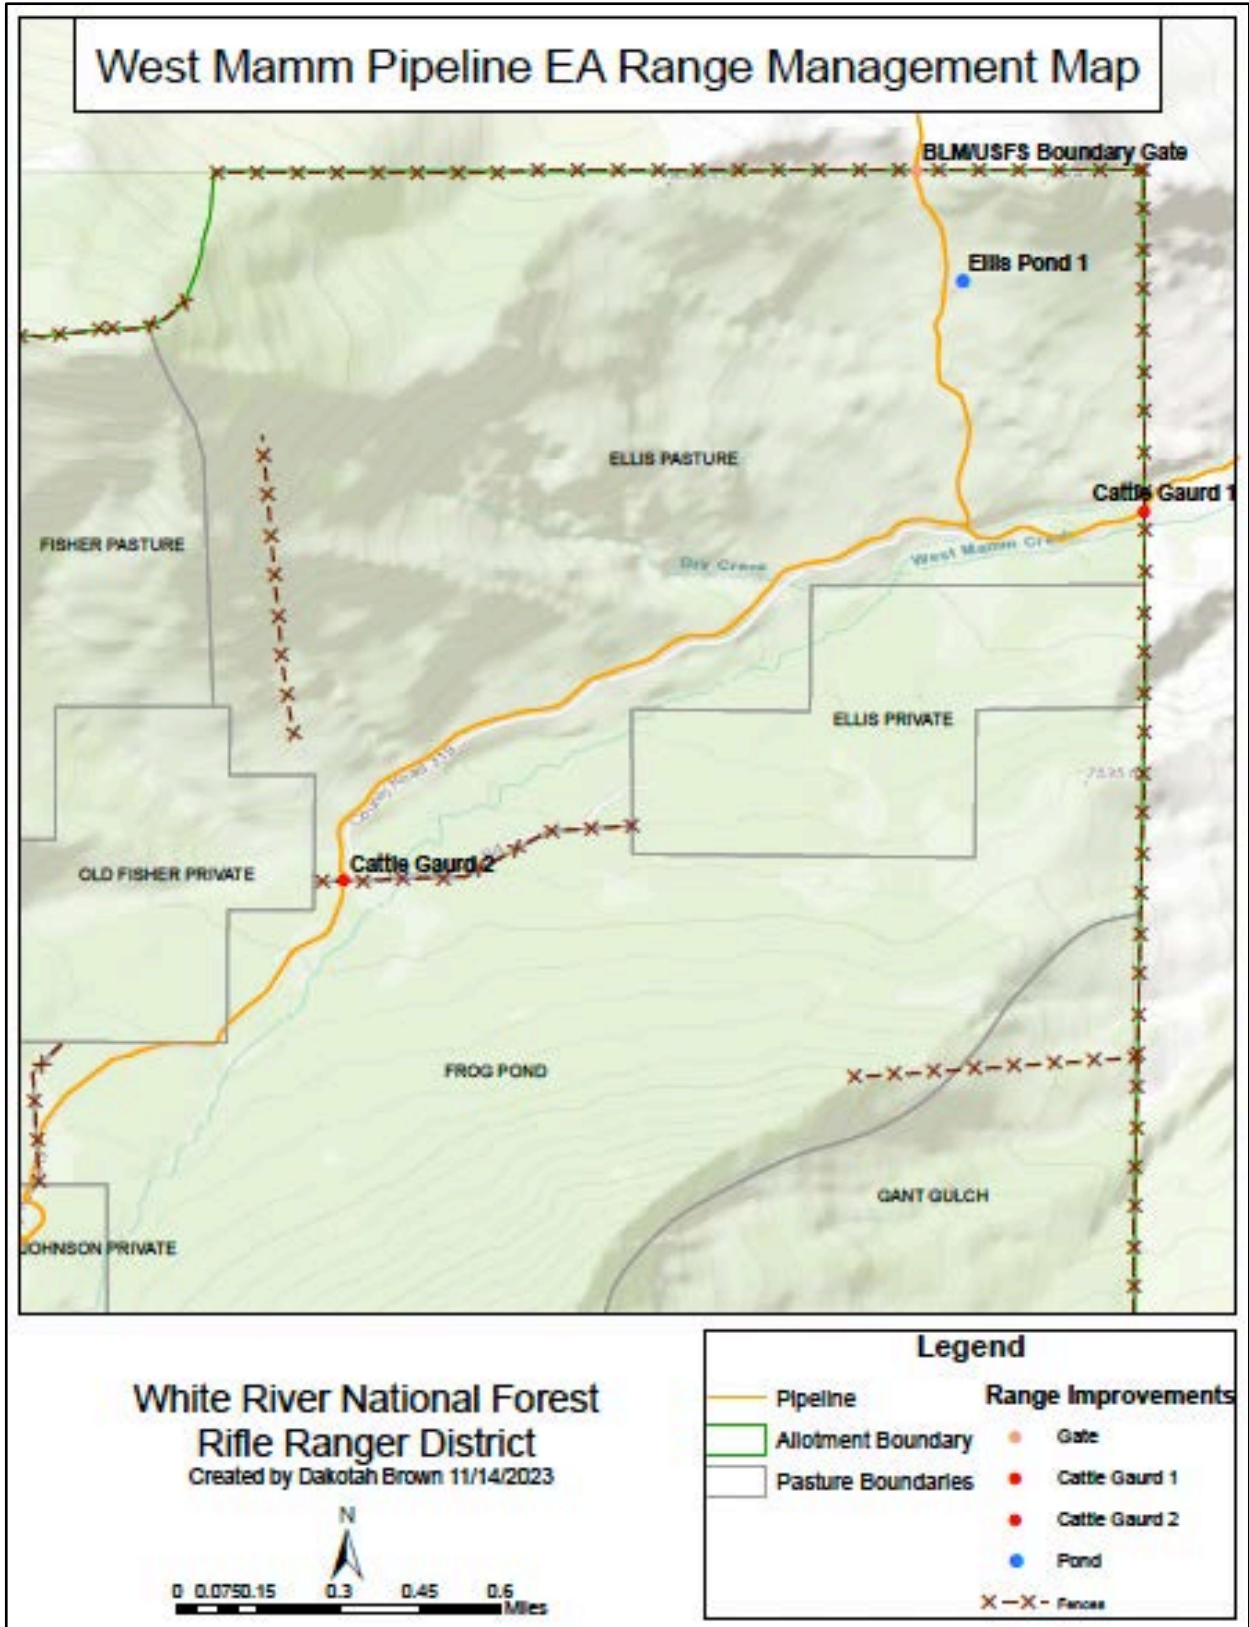 West Mamm Pipeline EA Range Management Map
BLM/USFS Boundary Gate
Ellis Pond 1
ELLIS PASTURE
Cattle Gaurd 1
FISHER PASTURE
West Mamm Creek
Dry Creek
ELLIS PRIVATE
County Road
Cattle Gaurd 2
OLD FISHER PRIVATE
FROG POND
GANT GULCH
JOHNSON PRIVATE
White River National Forest
Rifle Ranger District
Created by Dakotah Brown 11/14/2023
N
0 0.075 0.15 0.3 0.45 0.6
Miles
Legend
Pipeline
Allotment Boundary
Pasture Boundaries
Range Improvements
Gate
Cattle Gaurd 1
Cattle Gaurd 2
Pond
Fences